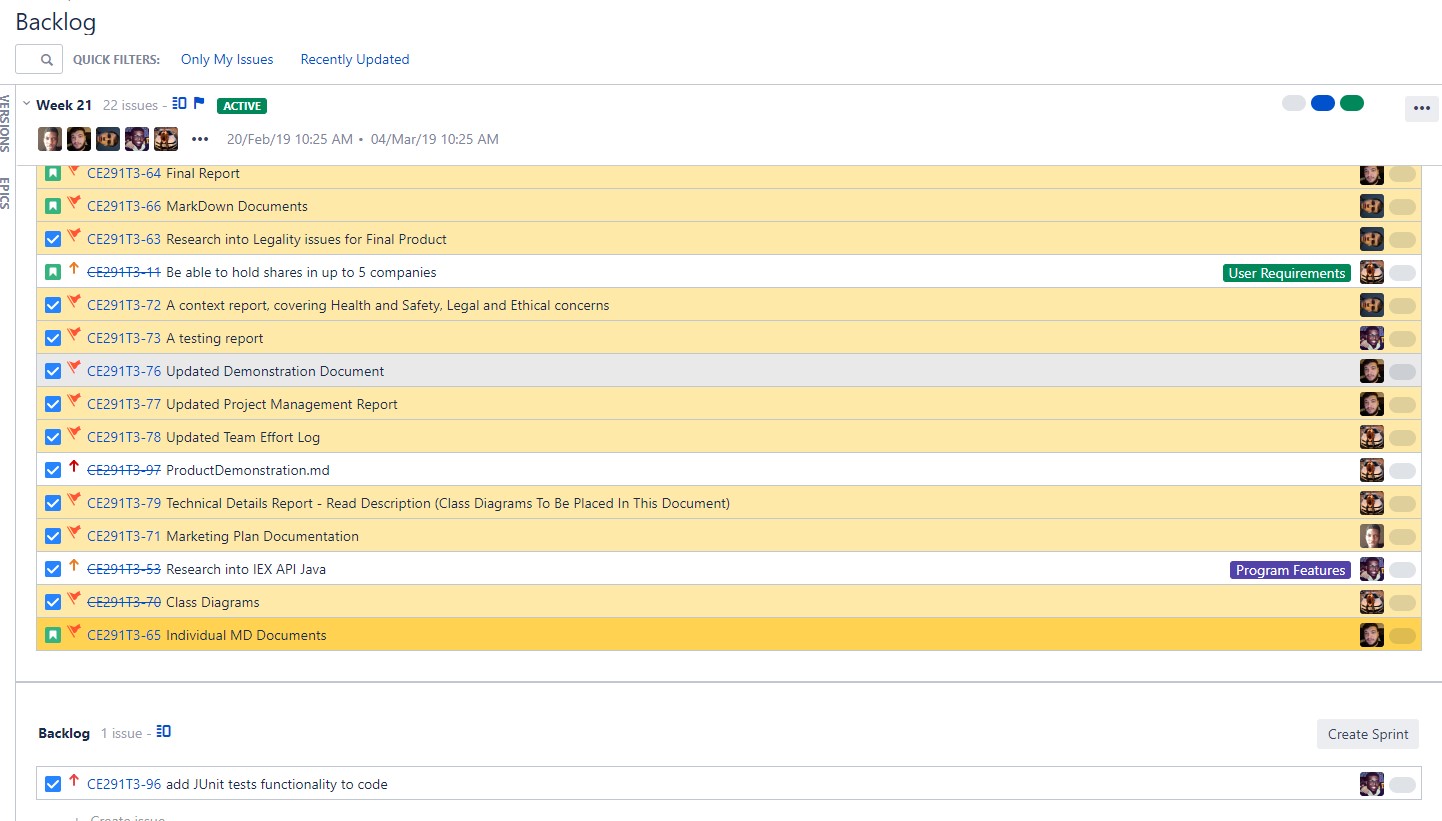 Backlog
QUICK FILTERS: Only My Issues Recently Updated
VERSIONS
EPICS
Week 21 22 issues - ACTIVE
20/Feb/19 10:25 AM • 04/Mar/19 10:25 AM
CE291T3-64 Final Report
CE291T3-66 MarkDown Documents
CE291T3-63 Research into Legality issues for Final Product
CE291T3-11 Be able to hold shares in up to 5 companies User Requirements
CE291T3-72 A context report, covering Health and Safety, Legal and Ethical concerns
CE291T3-73 A testing report
CE291T3-76 Updated Demonstration Document
CE291T3-77 Updated Project Management Report
CE291T3-78 Updated Team Effort Log
CE291T3-97 ProductDemonstration.md
CE291T3-79 Technical Details Report - Read Description (Class Diagrams To Be Placed In This Document)
CE291T3-71 Marketing Plan Documentation
CE291T3-53 Research into IEX API Java Program Features
CE291T3-70 Class Diagrams
CE291T3-65 Individual MD Documents
Backlog 1 issue - Create Sprint
CE291T3-96 add JUnit tests functionality to code
+ Create issue